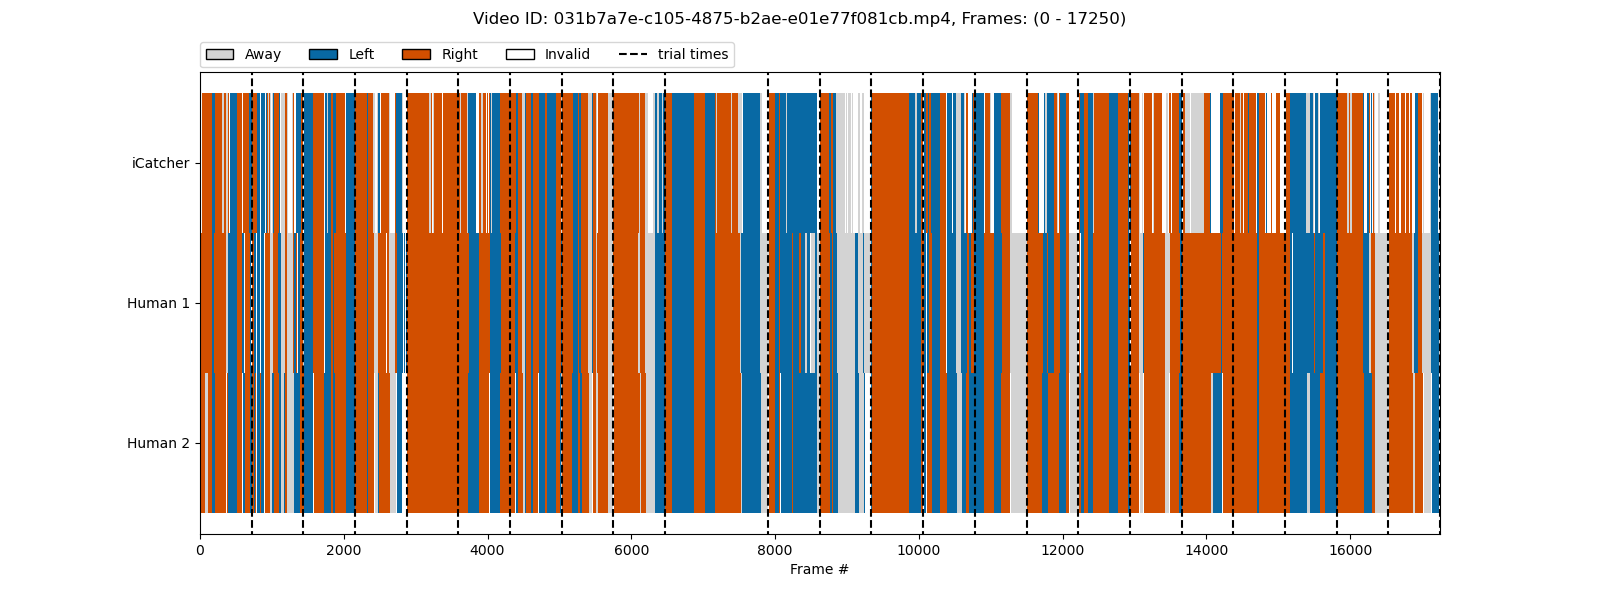 Video ID: 031b7a7e-c105-4875-b2ae-e01e77f081cb.mp4, Frames: (0 - 17250)
Away Left Right Invalid trial times
iCatcher
Human 1
Human 2
0 2000 4000 6000 8000 10000 12000 14000 16000
Frame #